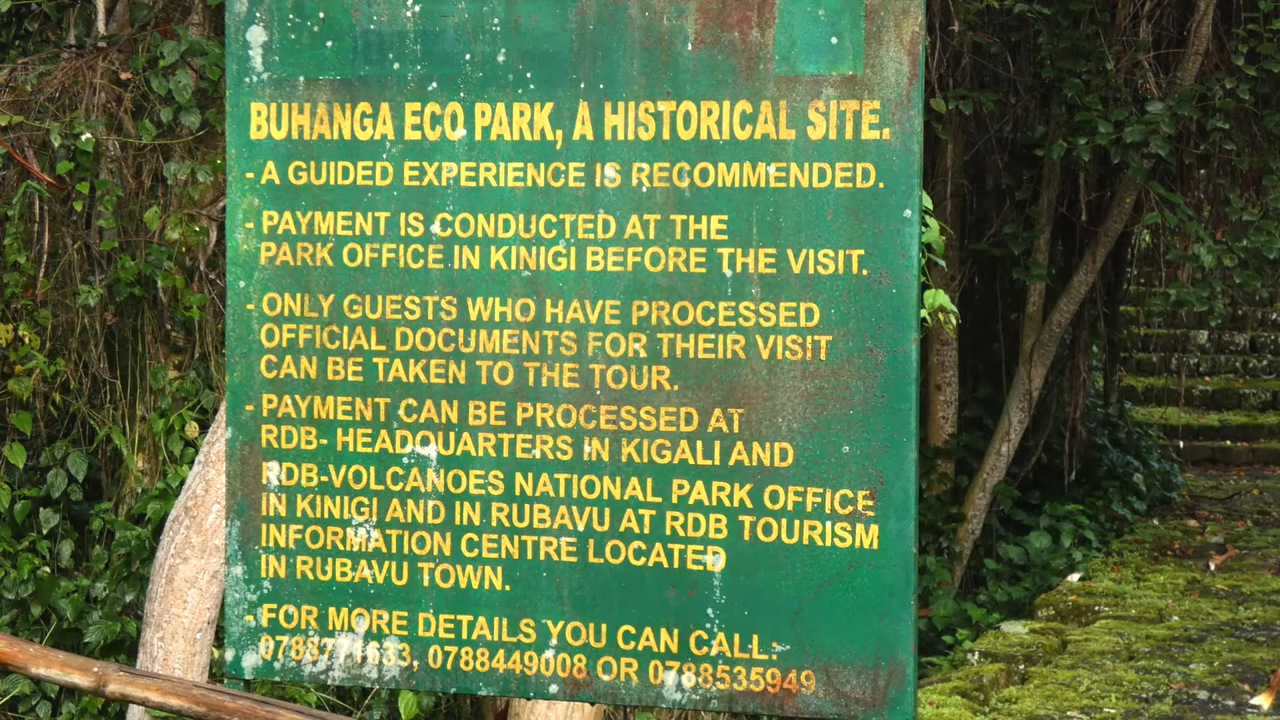 BUHANGA ECO PARK, A HISTORICAL SITE.
- A GUIDED EXPERIENCE IS RECOMMENDED.
- PAYMENT IS CONDUCTED AT THE
PARK OFFICE IN KINIGI BEFORE THE VISIT.
- ONLY GUESTS WHO HAVE PROCESSED
OFFICIAL DOCUMENTS FOR THEIR VISIT
CAN BE TAKEN TO THE TOUR.
- PAYMENT CAN BE PROCESSED AT
RDB- HEADQUARTERS IN KIGALI AND
RDB-VOLCANOES NATIONAL PARK OFFICE
IN KINIGI AND IN RUBAVU AT RDB TOURISM
INFORMATION CENTRE LOCATED
IN RUBAVU TOWN.
- FOR MORE DETAILS YOU CAN CALL:
0788771633, 0788449008 OR 0788535949